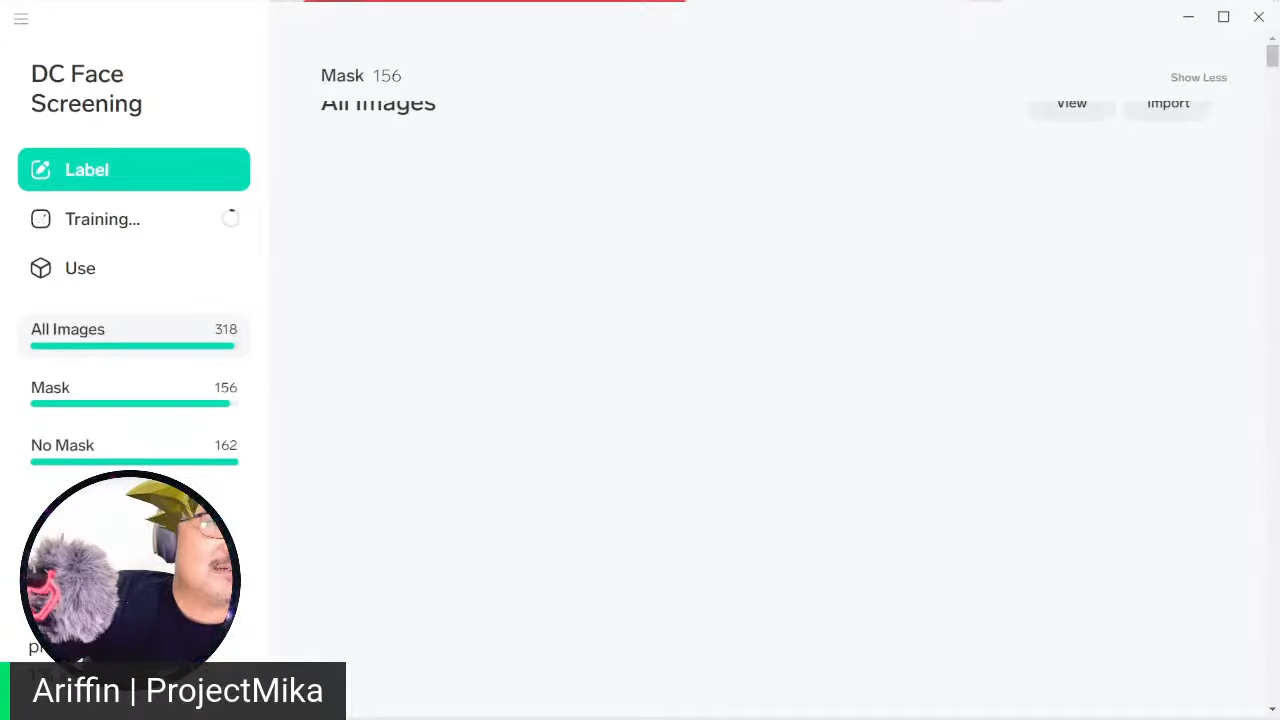 DC Face
Screening
Label
Training...
Use
All Images 318
Mask 156
No Mask 162
Mask 156
Show Less
All Images
View
Import
Ariffin | ProjectMika